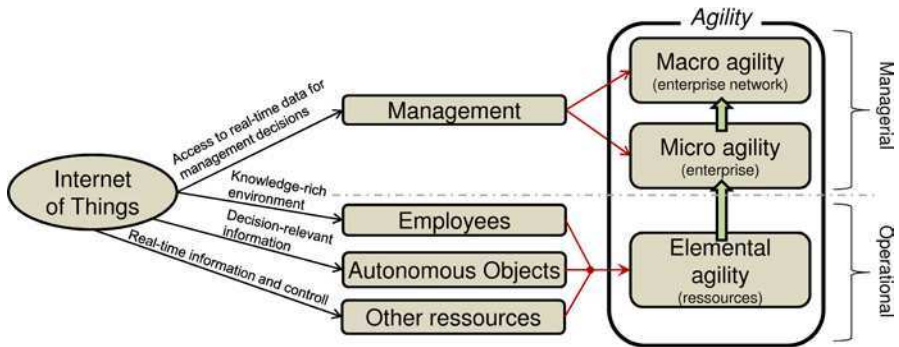 Agility
Macro agility
(enterprise network)
Managerial
Access to real-time data for
management decisions
Management
Micro agility
(enterprise)
Internet
of Things
Knowledge-rich
environment
Employees
Decision-relevant
information
Autonomous Objects
Real-time information and controll
Other ressources
Elemental
agility
(ressources)
Operational